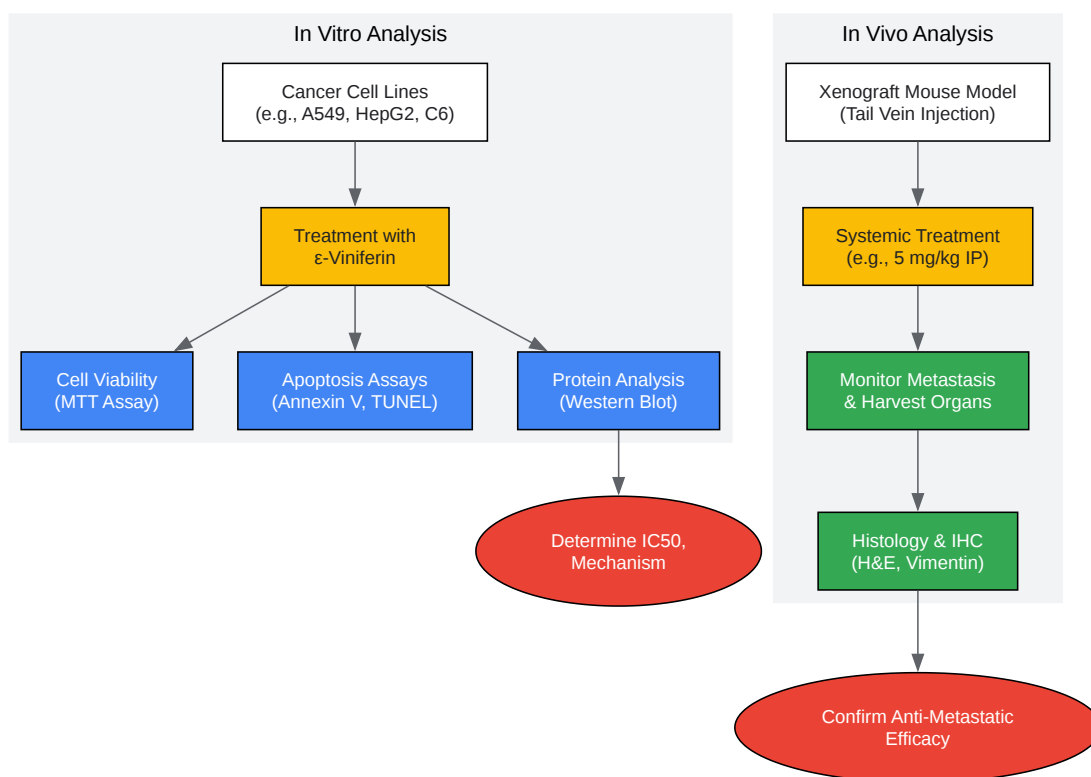 In Vitro Analysis
Cancer Cell Lines
(e.g., A549, HepG2, C6)
Treatment with
ε-Viniferin
Cell Viability
(MTT Assay)
Apoptosis Assays
(Annexin V, TUNEL)
Protein Analysis
(Western Blot)
Determine IC50,
Mechanism
In Vivo Analysis
Xenograft Mouse Model
(Tail Vein Injection)
Systemic Treatment
(e.g., 5 mg/kg IP)
Monitor Metastasis
& Harvest Organs
Histology & IHC
(H&E, Vimentin)
Confirm Anti-Metastatic
Efficacy